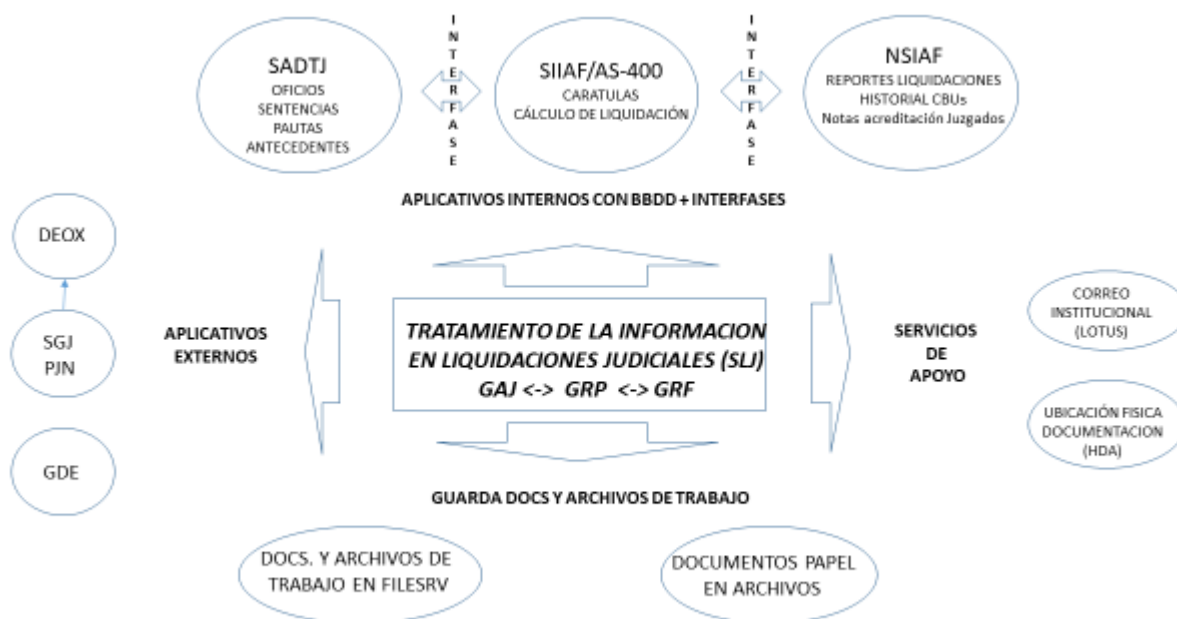 SADTJ
OFICIOS
SENTENCIAS
PAUTAS
ANTECEDENTES
INTERFASE
SIIAF/AS-400
CARATULAS
CÁLCULO DE LIQUIDACIÓN
INTERFASE
NSIAF
REPORTES LIQUIDACIONES
HISTORIAL CBUs
Notas acreditación Juzgados
APLICATIVOS INTERNOS CON BBDD + INTERFASES
DEOX
SGJ
PJN
GDE
APLICATIVOS
EXTERNOS
TRATAMIENTO DE LA INFORMACION
EN LIQUIDACIONES JUDICIALES (SLJ)
GAJ <-> GRP <-> GRF
SERVICIOS
DE
APOYO
CORREO
INSTITUCIONAL
(LOTUS)
UBICACIÓN FISICA
DOCUMENTACION
(HDA)
GUARDA DOCS Y ARCHIVOS DE TRABAJO
DOCS. Y ARCHIVOS DE
TRABAJO EN FILESRV
DOCUMENTOS PAPEL
EN ARCHIVOS